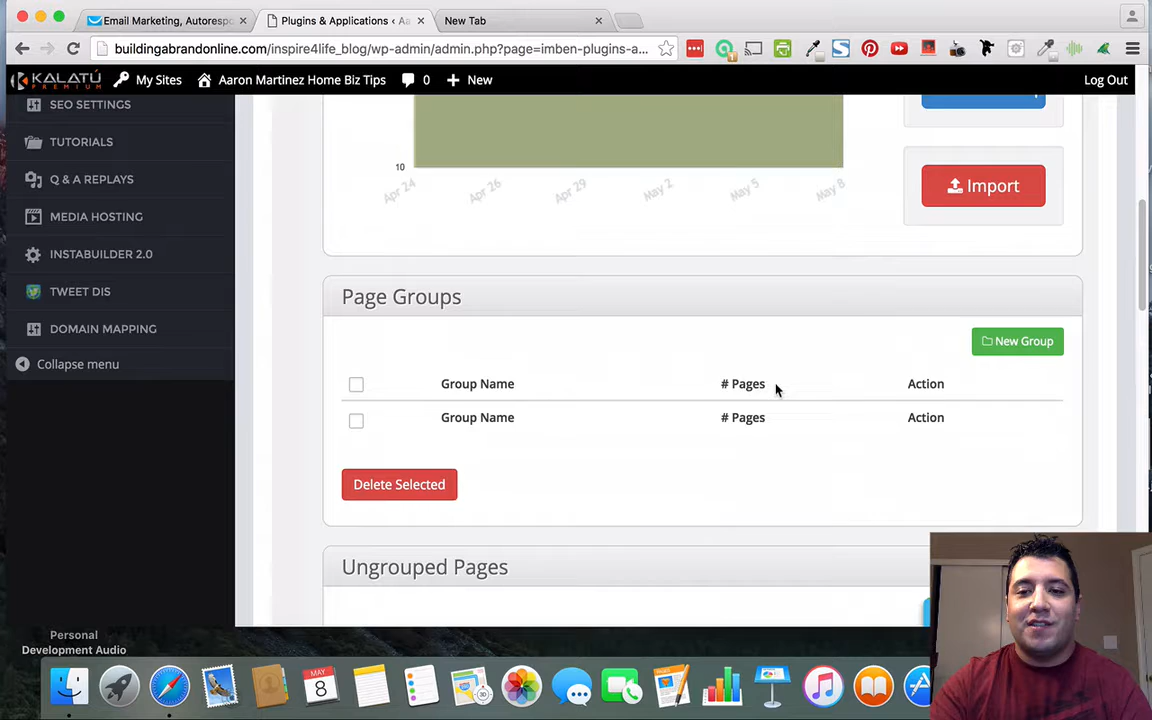 Email Marketing, Autorespo
Plugins & Applications ‹ Aa
New Tab
buildingabrandonline.com/inspire4life_blog/wp-admin/admin.php?page=imben-plugins-a...
KALATÚ
PREMIUM
My Sites
Aaron Martinez Home Biz Tips
0
New
Log Out
SEO SETTINGS
TUTORIALS
Q & A REPLAYS
MEDIA HOSTING
INSTABUILDER 2.0
TWEET DIS
DOMAIN MAPPING
Collapse menu
10
Apr 24
Apr 26
Apr 29
May 2
May 5
May 8
Import
Page Groups
New Group
Group Name # Pages Action
Group Name # Pages Action
Delete Selected
Ungrouped Pages
Personal
Development Audio
MAY
8